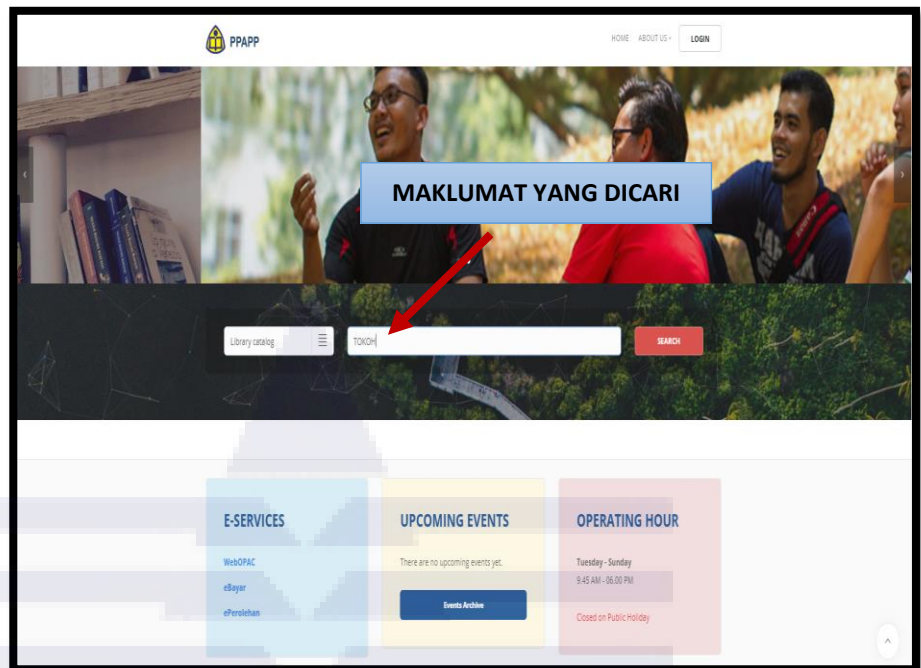 PPAPP
HOME ABOUT US LOGIN
MAKLUMAT YANG DICARI
Library catalog TOKOH SEARCH
E-SERVICES
WebOPAC
eBayar
ePerolehan
UPCOMING EVENTS
There are no upcoming events yet.
Events Archive
OPERATING HOUR
Tuesday - Sunday
9.45 AM - 06.00 PM
Closed on Public Holiday